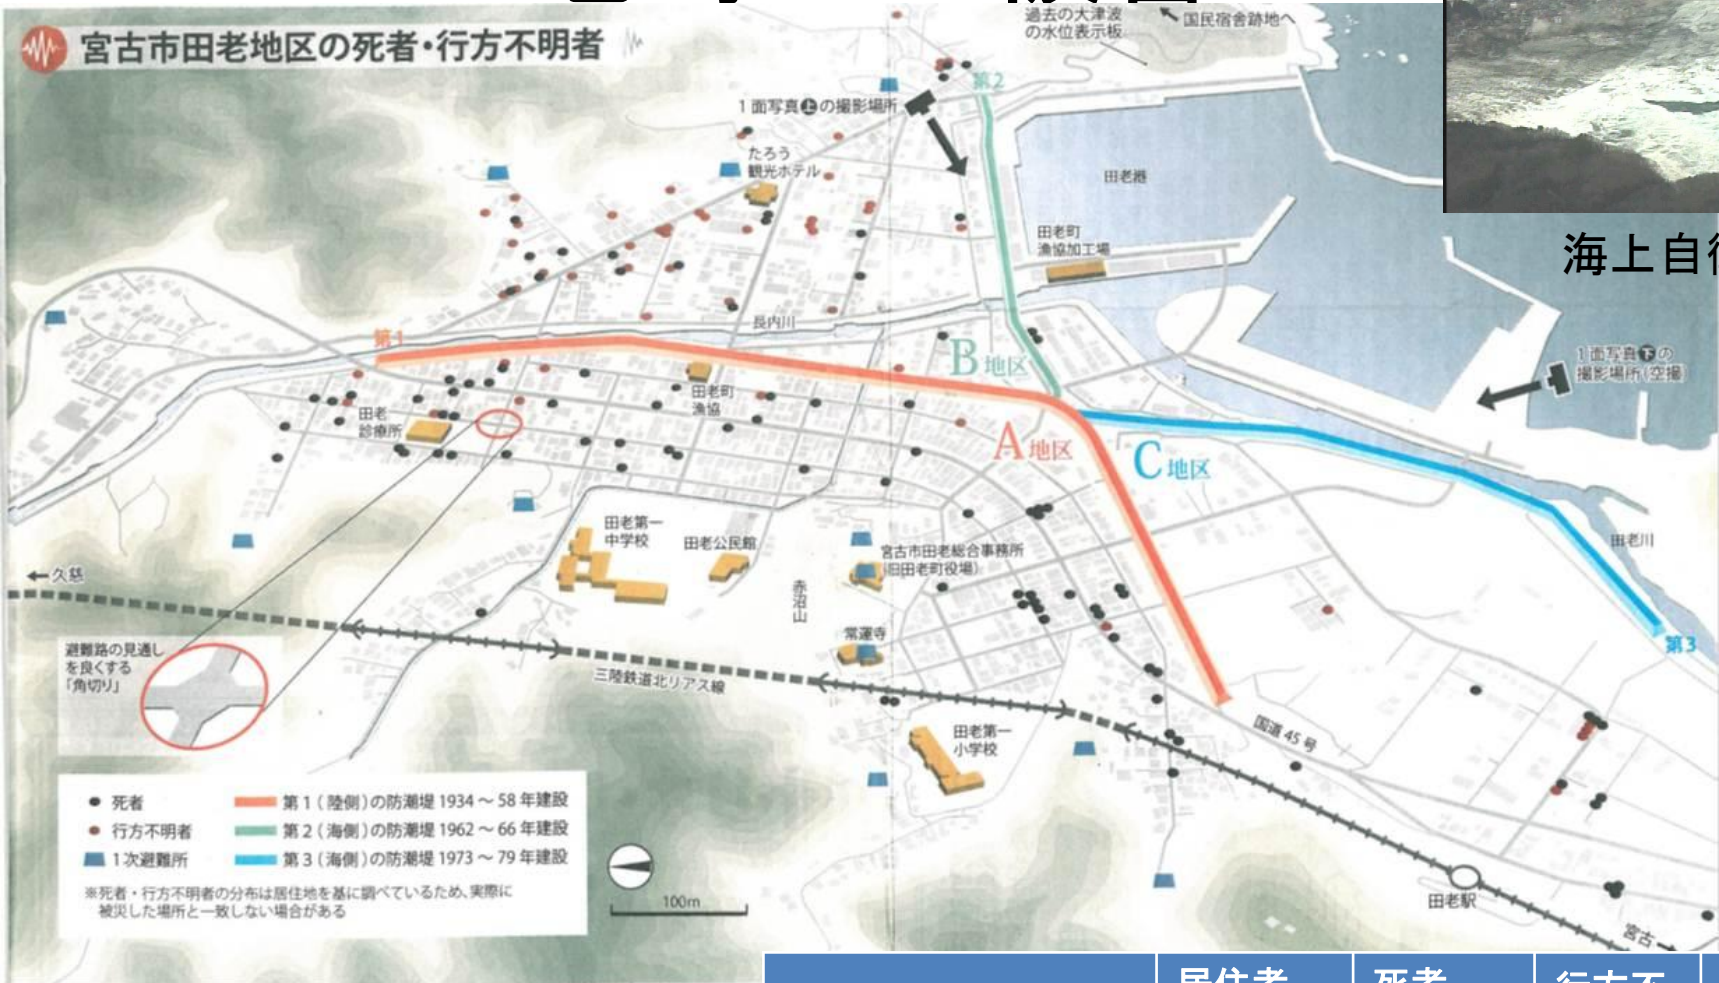 宮古市田老地区の死者・行方不明者
過去の大津波
の水位表示板
国民宿舎跡地へ
第2
1面写真上の撮影場所
たろう
観光ホテル
田老港
田老町
漁協加工場
海上自
長内川
第1
B地区
1面写真下の
撮影場所(空撮)
田老町
漁協
田老
診療所
A地区
C地区
田老第一
中学校
田老公民館
宮古市田老総合事務所
(旧田老町役場)
田老川
←久慈
赤沼山
常運寺
避難路の見通し
を良くする
「角切り」
三陸鉄道北リアス線
第3
田老第一
小学校
国道45号
● 死者
● 行方不明者
1次避難所
第1(陸側)の防潮堤 1934〜58年建設
第2(海側)の防潮堤 1962〜66年建設
第3(海側)の防潮堤 1973〜79年建設
※死者・行方不明者の分布は居住地を基に調べているため、実際に
被災した場所と一致しない場合がある
100m
田老駅
宮古→
居住者 死者 行方不